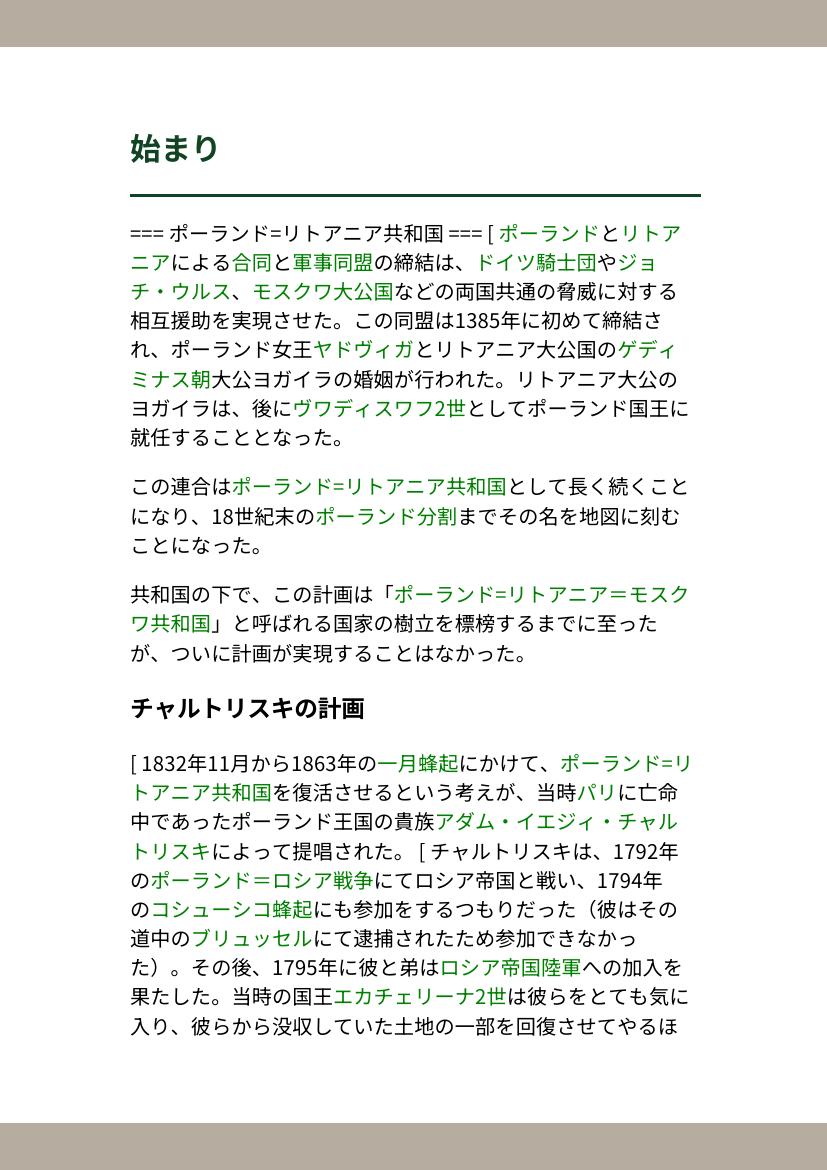 始まり
=== ポーランド=リトアニア共和国 === [ ポーランドとリトア
ニアによる合同と軍事同盟の締結は、ドイツ騎士団やジョ
チ・ウルス、モスクワ大公国などの両国共通の脅威に対する
相互援助を実現させた。この同盟は1385年に初めて締結さ
れ、ポーランド女王ヤドヴィガとリトアニア大公国のゲディ
ミナス朝大公ヨガイラの婚姻が行われた。リトアニア大公の
ヨガイラは、後にヴワディスワフ2世としてポーランド国王に
就任することとなった。
この連合はポーランド=リトアニア共和国として長く続くこと
になり、18世紀末のポーランド分割までその名を地図に刻む
ことになった。
共和国の下で、この計画は「ポーランド=リトアニア＝モスク
ワ共和国」と呼ばれる国家の樹立を標榜するまでに至った
が、ついに計画が実現することはなかった。
チャルトリスキの計画
[ 1832年11月から1863年の一月蜂起にかけて、ポーランド=リ
トアニア共和国を復活させるという考えが、当時パリに亡命
中であったポーランド王国の貴族アダム・イエジィ・チャル
トリスキによって提唱された。 [ チャルトリスキは、1792年
のポーランド＝ロシア戦争にてロシア帝国と戦い、1794年
のコシューシコ蜂起にも参加をするつもりだった（彼はその
道中のブリュッセルにて逮捕されたため参加できなかっ
た）。その後、1795年に彼と弟はロシア帝国陸軍への加入を
果たした。当時の国王エカチェリーナ2世は彼らをとても気に
入り、彼らから没収していた土地の一部を回復させてやるほ